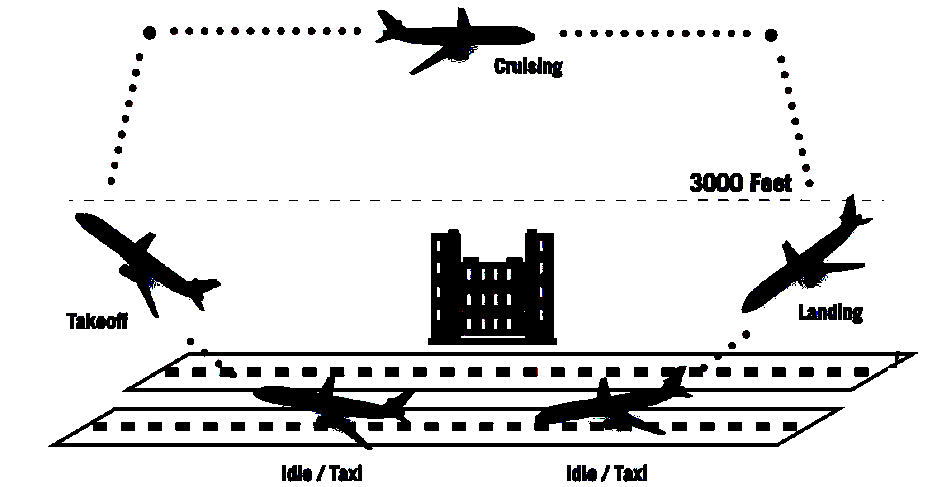 Cruising
3000 Feet
Takeoff
Landing
Idle / Taxi
Idle / Taxi